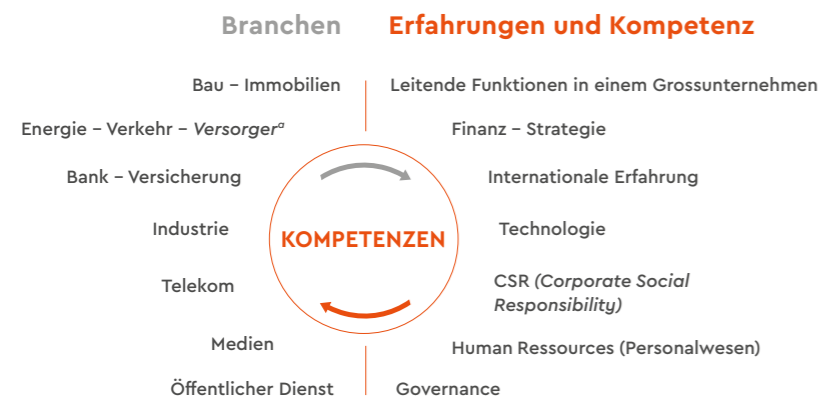 Branchen
Erfahrungen und Kompetenz
Bau – Immobilien
Leitende Funktionen in einem Grossunternehmen
Energie – Verkehr – Versorgerª
Finanz – Strategie
Bank – Versicherung
Internationale Erfahrung
Industrie
Technologie
KOMPETENZEN
Telekom
CSR (Corporate Social
Responsibility)
Medien
Human Ressources (Personalwesen)
Öffentlicher Dienst
Governance